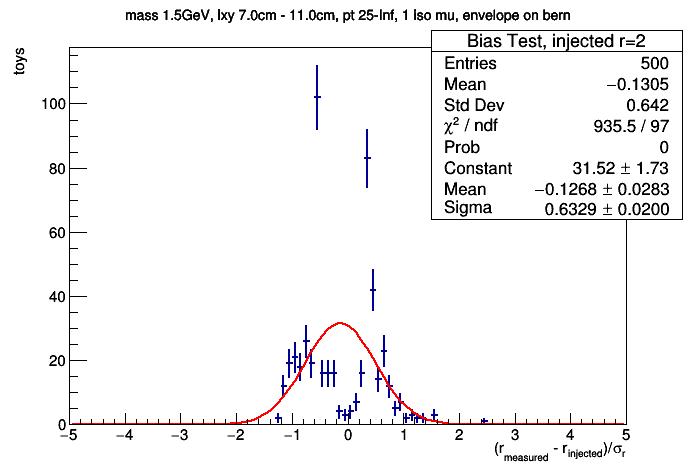 mass 1.5GeV, lxy 7.0cm - 11.0cm, pt 25-Inf, 1 Iso mu, envelope on bern
Bias Test, injected r=2
Entries 500
Mean −0.1305
Std Dev 0.642
χ² / ndf 935.5 / 97
Prob 0
Constant 31.52 ± 1.73
Mean −0.1268 ± 0.0283
Sigma 0.6329 ± 0.0200
toys
100
80
60
40
20
0
−5 −4 −3 −2 −1 0 1 2 3 4 5
(r_measured - r_injected)/σ_r